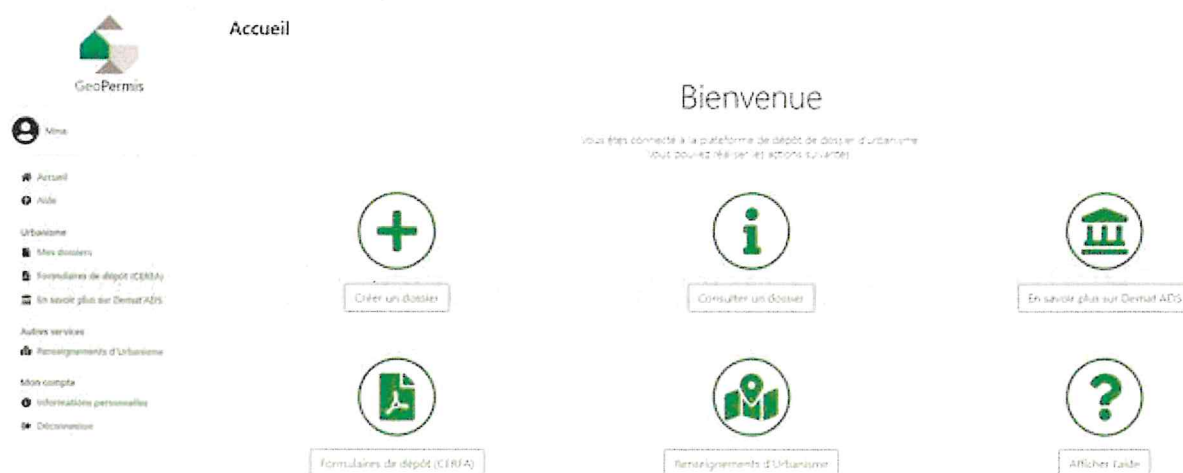 GeoPermis
Mina
Accueil
Aide
Urbanisme
Mes dossiers
Formulaires de dépôt (CERFA)
En savoir plus sur Demat'ADS
Autres services
Renseignements d'Urbanisme
Mon compte
Informations personnelles
Déconnexion
Accueil
Bienvenue
Vous êtes connecté à la plateforme de dépôt de dossier d'urbanisme
Vous pouvez réaliser les actions suivantes
Créer un dossier
Consulter un dossier
En savoir plus sur Demat'ADS
Formulaires de dépôt (CERFA)
Renseignements d'Urbanisme
Afficher l'aide